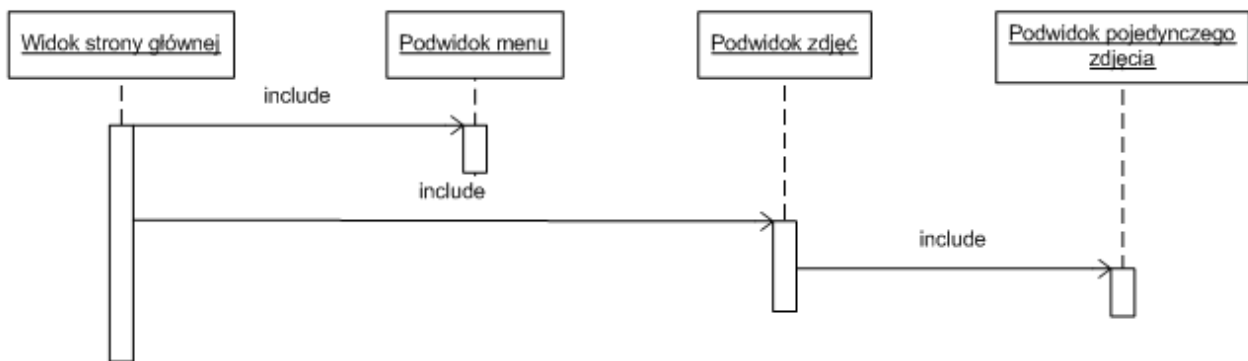 Widok strony głównej
Podwidok menu
Podwidok zdjęć
Podwidok pojedynczego
zdjęcia
include
include
include